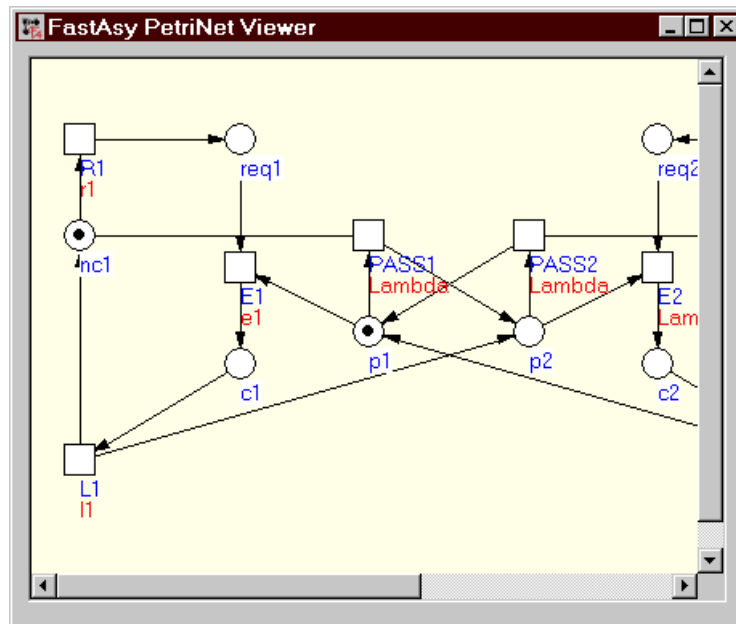 FastAsy PetriNet Viewer
R1
r1
req1
req2
nc1
PASS1
Lambda
PASS2
Lambda
E1
e1
E2
Lam
p1
p2
c1
c2
L1
l1